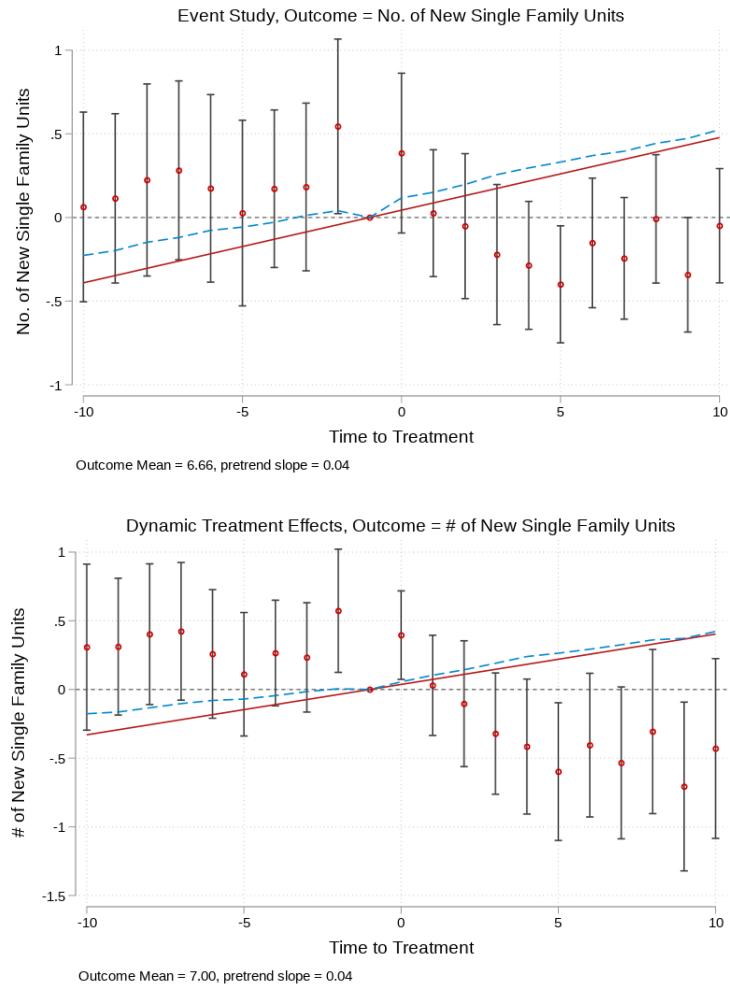 Event Study, Outcome = No. of New Single Family Units
No. of New Single Family Units
1
.5
0
-.5
-1
-10
-5
0
5
10
Time to Treatment
Outcome Mean = 6.66, pretrend slope = 0.04
Dynamic Treatment Effects, Outcome = # of New Single Family Units
# of New Single Family Units
1
.5
0
-.5
-1
-1.5
-10
-5
0
5
10
Time to Treatment
Outcome Mean = 7.00, pretrend slope = 0.04